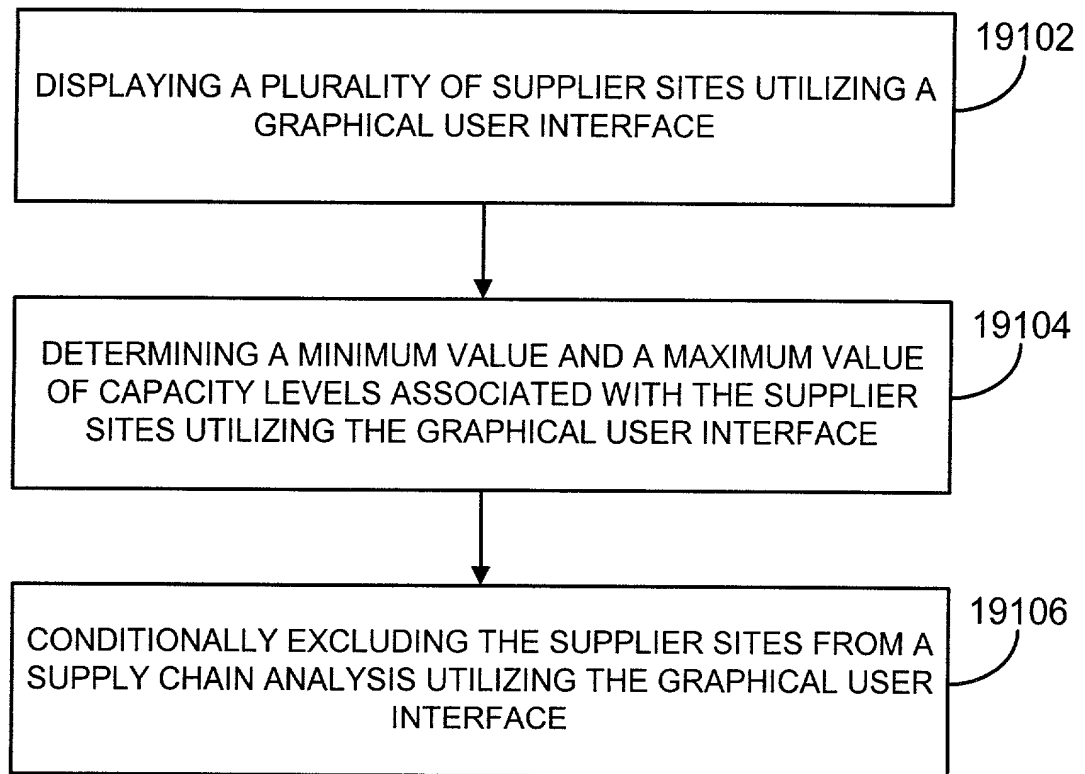 19102
DISPLAYING A PLURALITY OF SUPPLIER SITES UTILIZING A
GRAPHICAL USER INTERFACE
19104
DETERMINING A MINIMUM VALUE AND A MAXIMUM VALUE
OF CAPACITY LEVELS ASSOCIATED WITH THE SUPPLIER
SITES UTILIZING THE GRAPHICAL USER INTERFACE
19106
CONDITIONALLY EXCLUDING THE SUPPLIER SITES FROM A
SUPPLY CHAIN ANALYSIS UTILIZING THE GRAPHICAL USER
INTERFACE